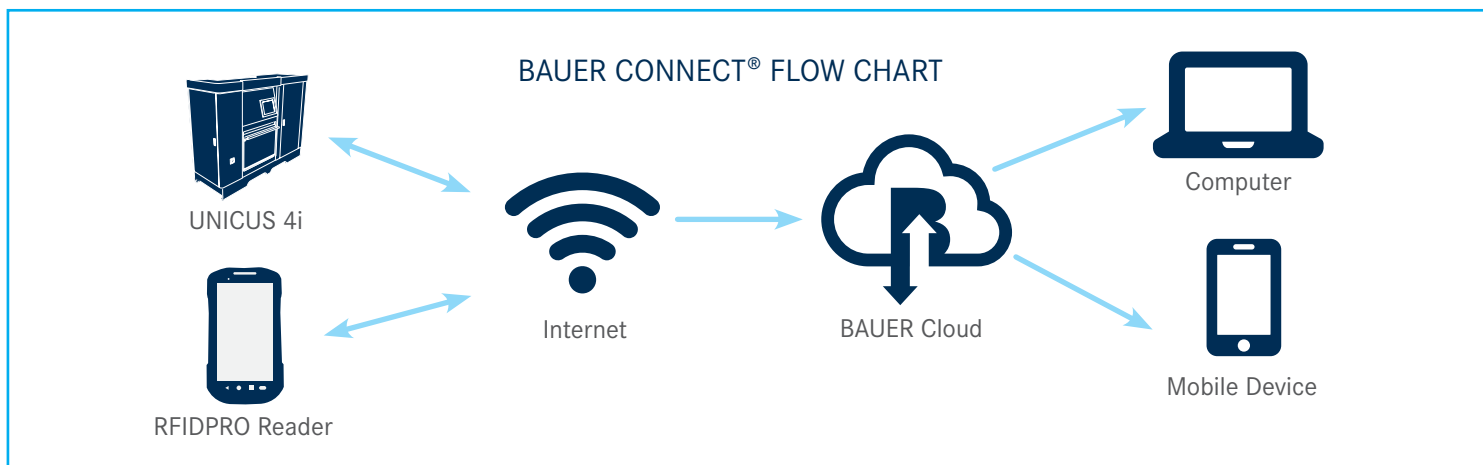 BAUER CONNECT® FLOW CHART
UNICUS 4i
RFIDPRO Reader
Internet
B
BAUER Cloud
Computer
Mobile Device